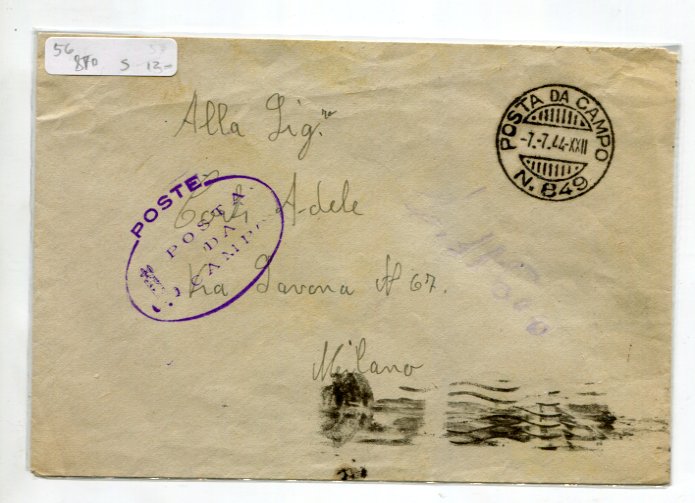 56
870 S 13-
POSTA DA CAMPO
-7.-7.44-XXII
N. 849
Alla Sig.ra
POSTE
POSTA
DA
CAMPO
Adele
Via Savona N 67.
Milano